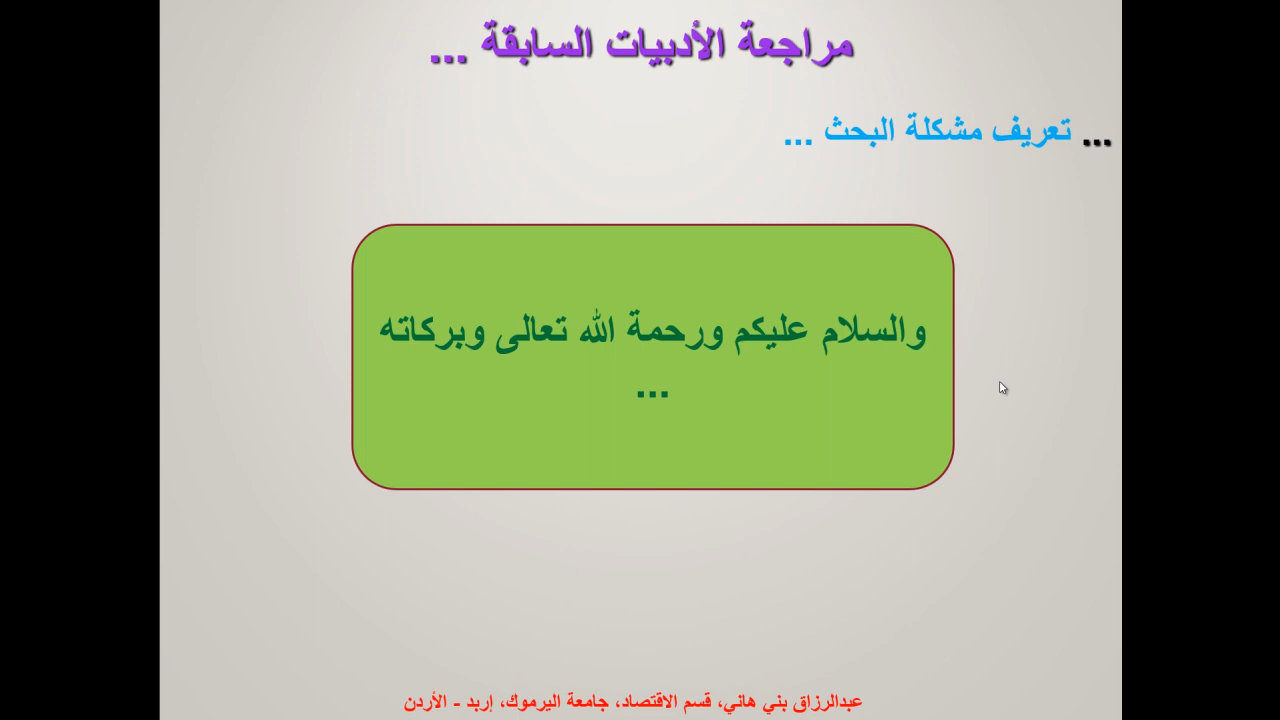 مراجعة الأدبيات السابقة ...
... تعريف مشكلة البحث ...
والسلام عليكم ورحمة الله تعالى وبركاته
...
عبدالرزاق بني هاني، قسم الاقتصاد، جامعة اليرموك، إربد - الأردن